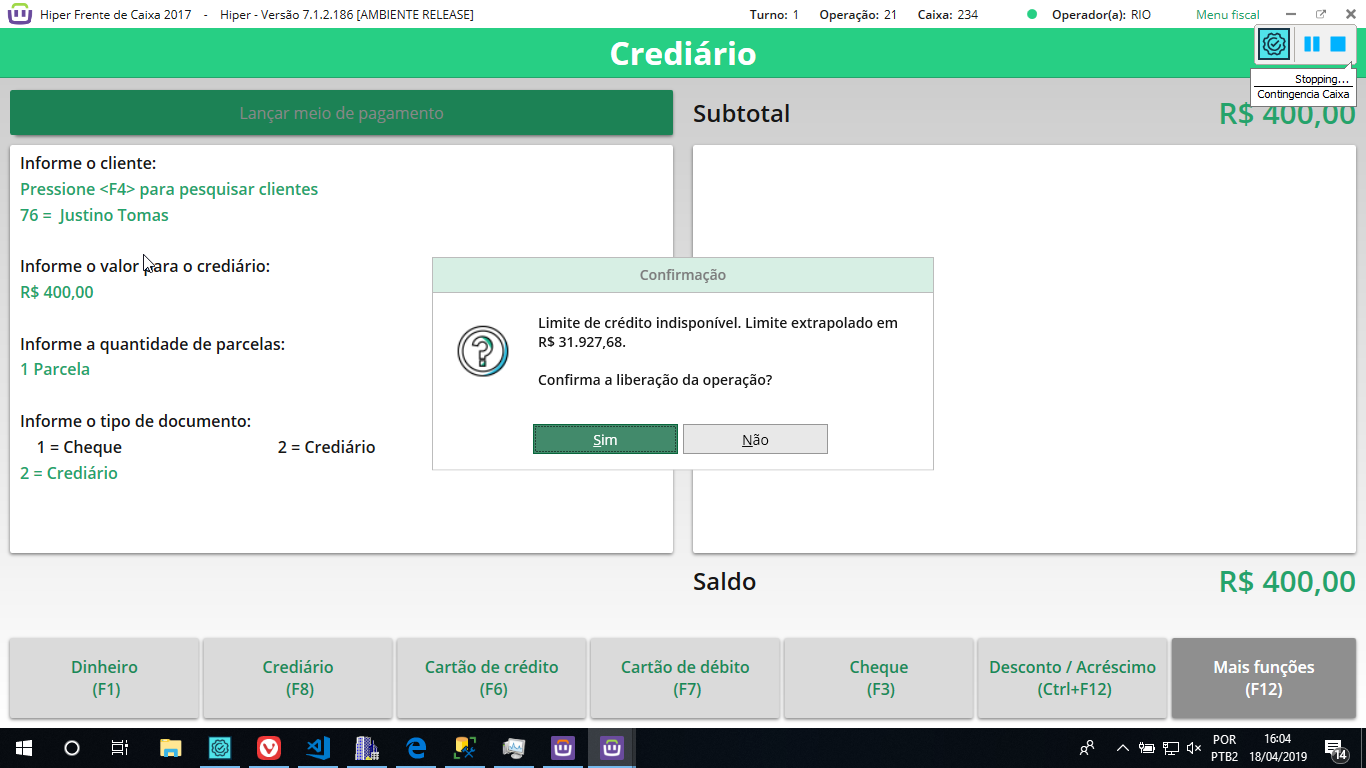 Hiper Frente de Caixa 2017 - Hiper - Versão 7.1.2.186 [AMBIENTE RELEASE] Turno: 1 Operação: 21 Caixa: 234 Operador(a): RIO Menu fiscal
Crediário
Stopping...
Contingencia Caixa
Lançar meio de pagamento
Subtotal R$ 400,00
Informe o cliente:
Pressione <F4> para pesquisar clientes
76 = Justino Tomas
Informe o valor para o crediário:
R$ 400,00
Informe a quantidade de parcelas:
1 Parcela
Informe o tipo de documento:
1 = Cheque 2 = Crediário
2 = Crediário
Confirmação
Limite de crédito indisponível. Limite extrapolado em
R$ 31.927,68.
Confirma a liberação da operação?
Sim Não
Saldo R$ 400,00
Dinheiro
(F1)
Crediário
(F8)
Cartão de crédito
(F6)
Cartão de débito
(F7)
Cheque
(F3)
Desconto / Acréscimo
(Ctrl+F12)
Mais funções
(F12)
POR
PTB2
16:04
18/04/2019
14